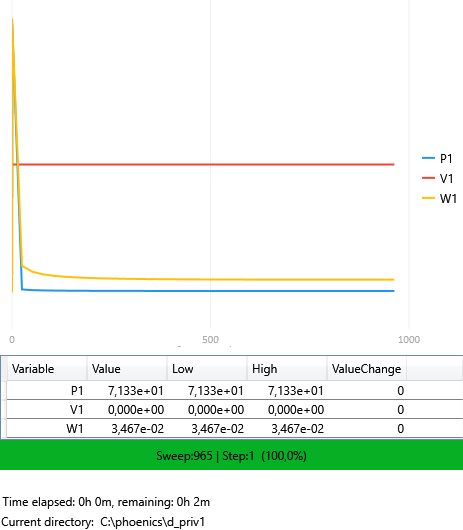 P1
V1
W1
0 500 1000
Variable Value Low High ValueChange
P1 7,133e+01 7,133e+01 7,133e+01 0
V1 0,000e+00 0,000e+00 0,000e+00 0
W1 3,467e-02 3,467e-02 3,467e-02 0
Sweep:965 | Step:1 (100,0%)
Time elapsed: 0h 0m, remaining: 0h 2m
Current directory: C:\phoenics\d_priv1